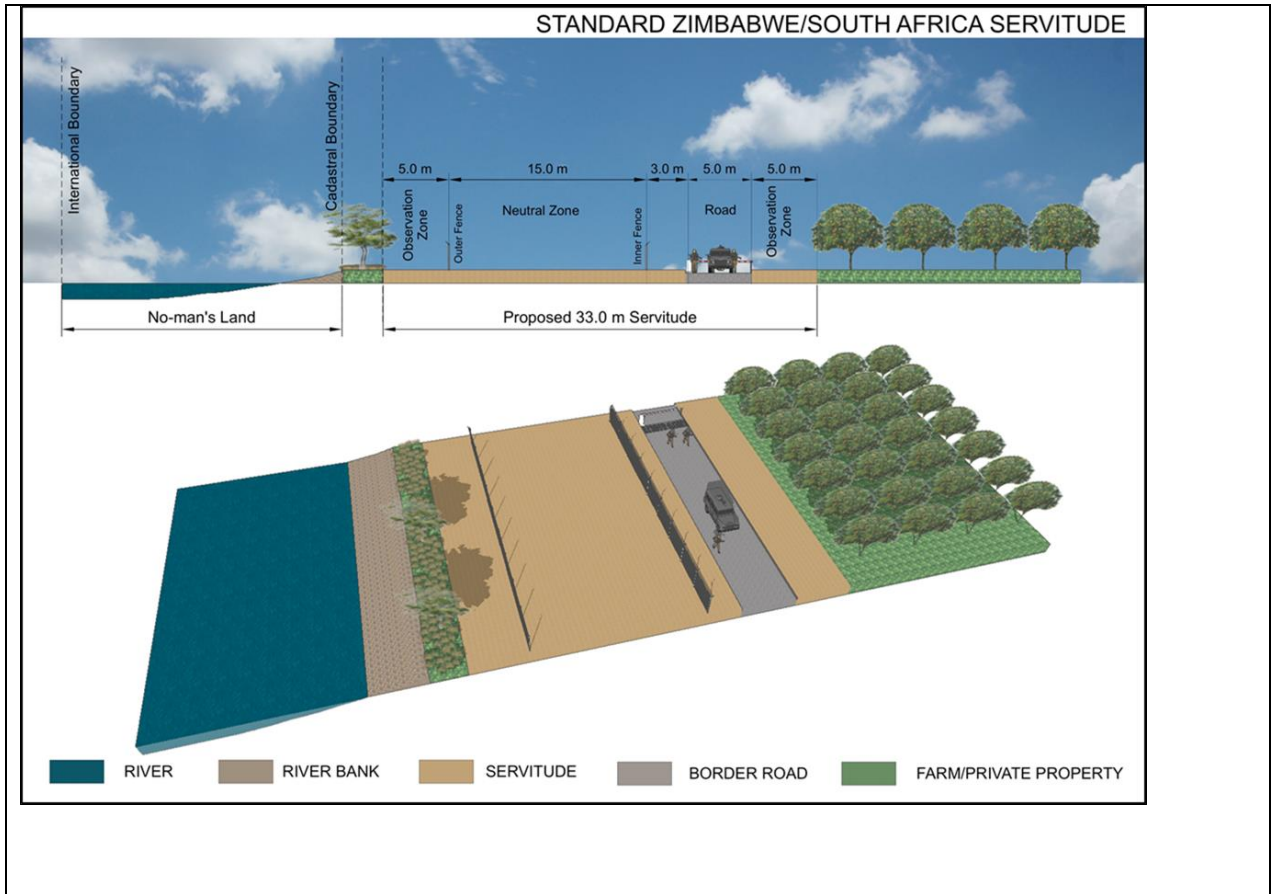 STANDARD ZIMBABWE/SOUTH AFRICA SERVITUDE
International Boundary
Cadastral Boundary
5.0 m
15.0 m
3.0 m
5.0 m
5.0 m
Observation
Zone
Outer Fence
Neutral Zone
Inner Fence
Road
Observation
Zone
No-man's Land
Proposed 33.0 m Servitude
RIVER
RIVER BANK
SERVITUDE
BORDER ROAD
FARM/PRIVATE PROPERTY